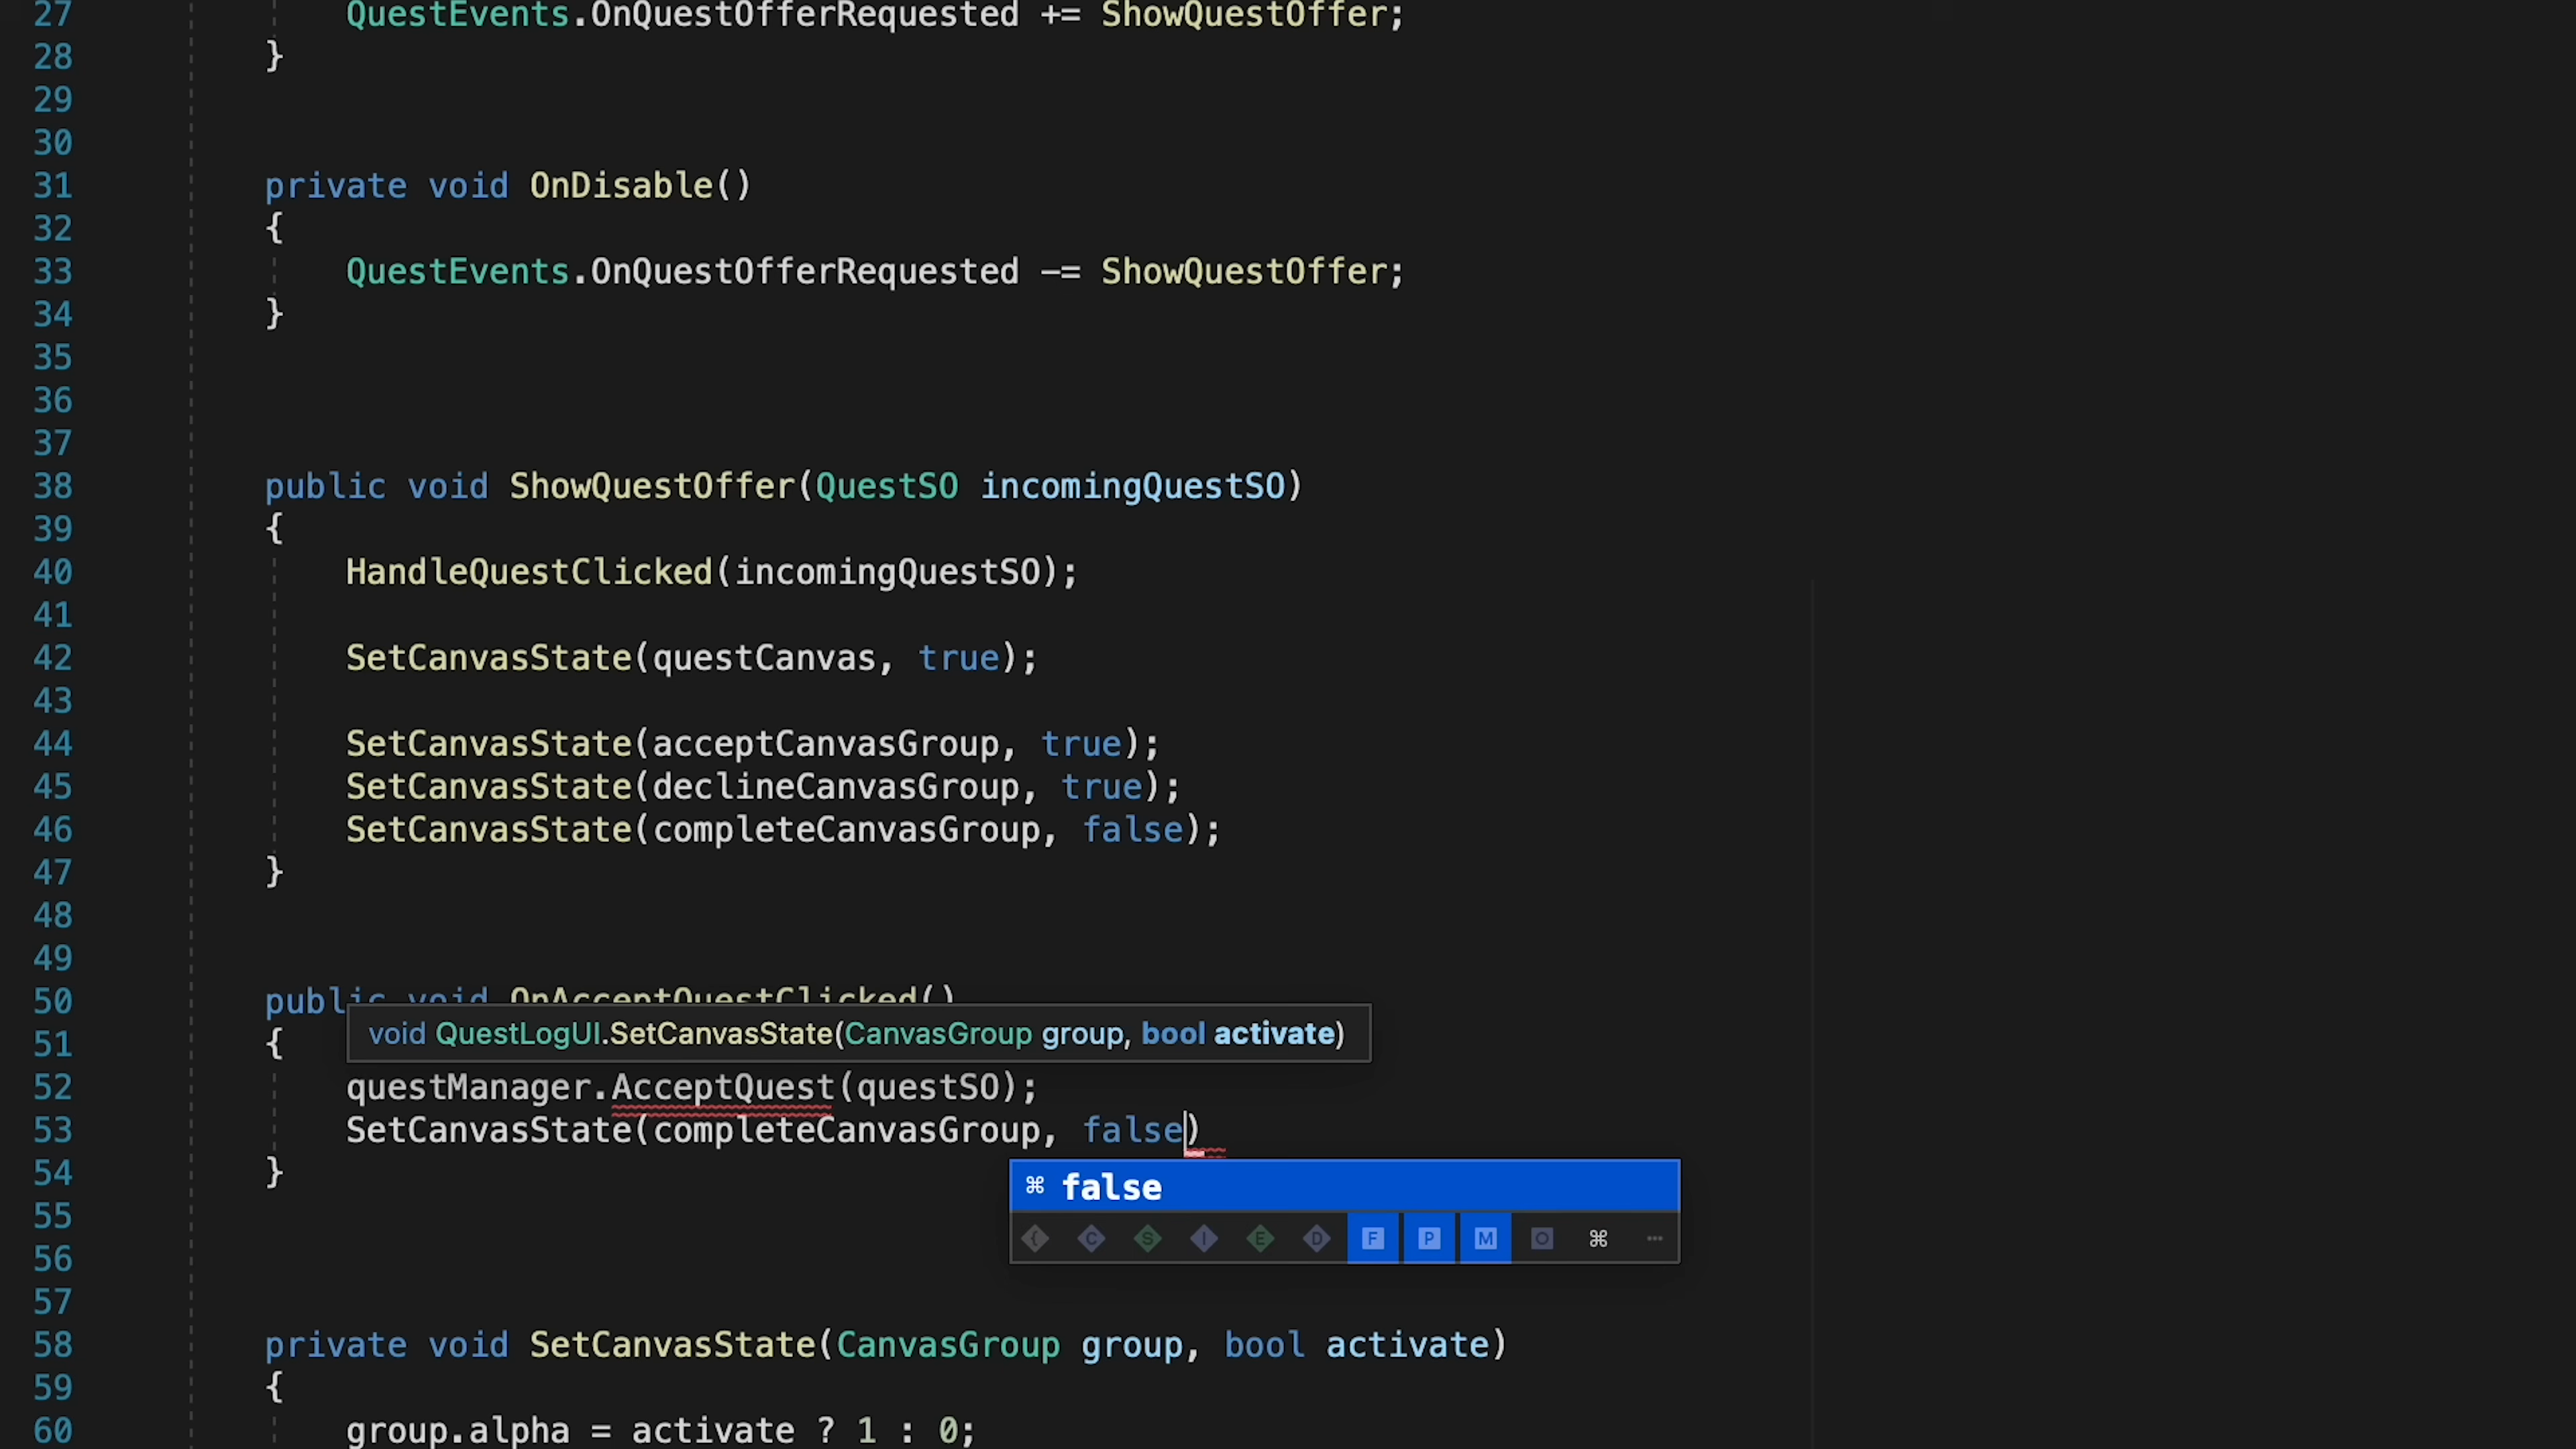 27 QuestEvents.OnQuestOfferRequested += ShowQuestOffer;
28 }
29
30
31 private void OnDisable()
32 {
33 QuestEvents.OnQuestOfferRequested -= ShowQuestOffer;
34 }
35
36
37
38 public void ShowQuestOffer(QuestSO incomingQuestSO)
39 {
40 HandleQuestClicked(incomingQuestSO);
41
42 SetCanvasState(questCanvas, true);
43
44 SetCanvasState(acceptCanvasGroup, true);
45 SetCanvasState(declineCanvasGroup, true);
46 SetCanvasState(completeCanvasGroup, false);
47 }
48
49
50 public void OnAcceptQuestClicked()
void QuestLogUI.SetCanvasState(CanvasGroup group, bool activate)
51 {
52 questManager.AcceptQuest(questSO);
53 SetCanvasState(completeCanvasGroup, false)
54 }
⌘ false
{ C S I E D F P M O ⌘ ...
55
56
57
58 private void SetCanvasState(CanvasGroup group, bool activate)
59 {
60 group.alpha = activate ? 1 : 0;